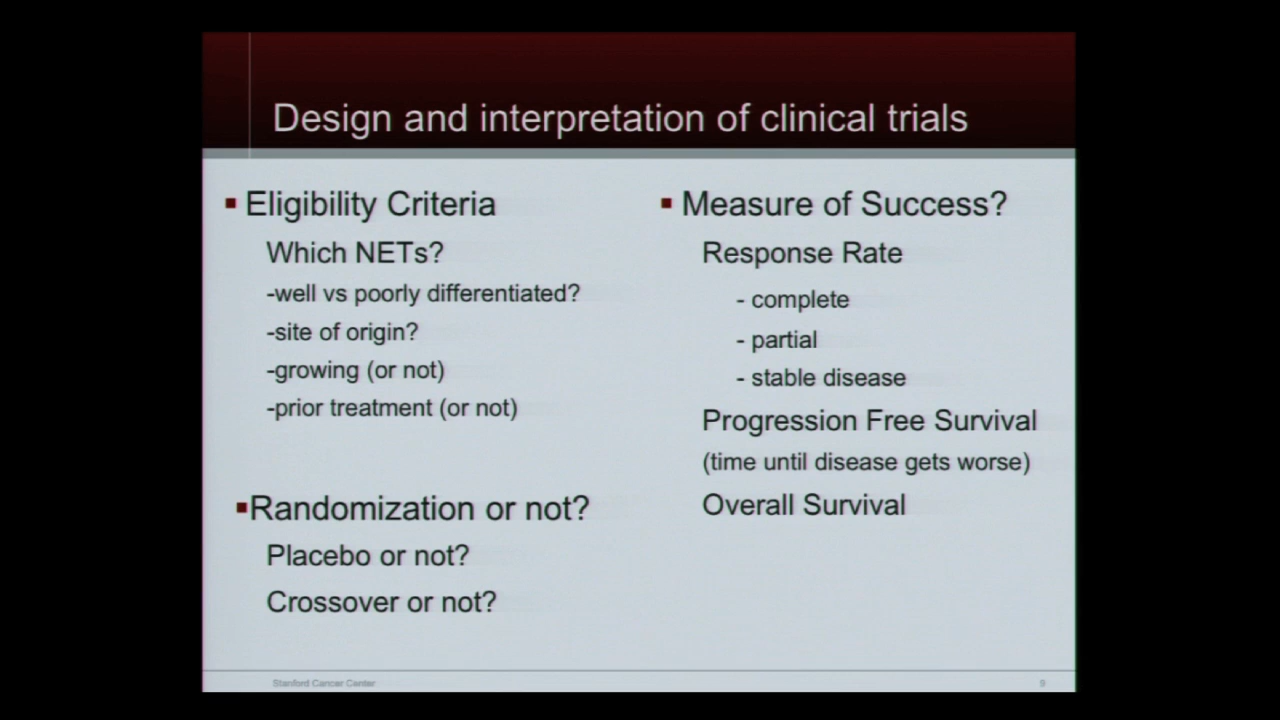 Design and interpretation of clinical trials
▪ Eligibility Criteria
Which NETs?
-well vs poorly differentiated?
-site of origin?
-growing (or not)
-prior treatment (or not)
▪Randomization or not?
Placebo or not?
Crossover or not?
▪ Measure of Success?
Response Rate
- complete
- partial
- stable disease
Progression Free Survival
(time until disease gets worse)
Overall Survival
Stanford Cancer Center
9